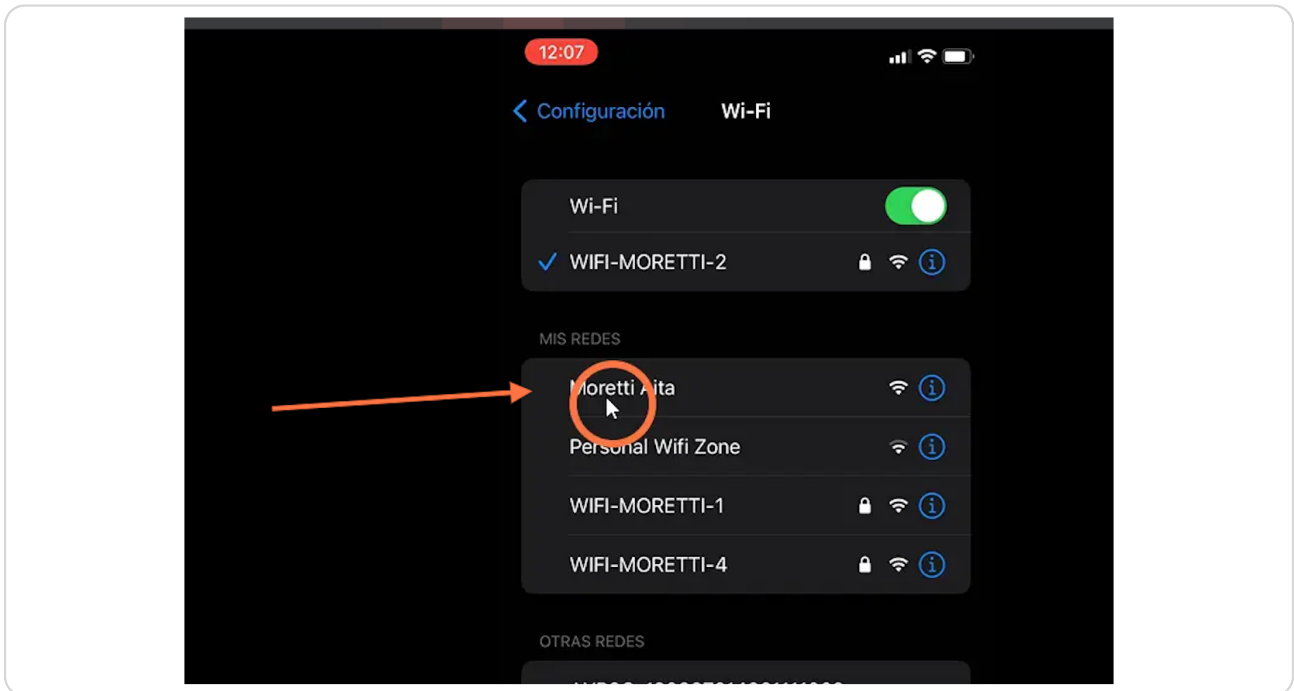 12:07
Configuración Wi-Fi
Wi-Fi
WIFI-MORETTI-2
MIS REDES
Moretti Aita
Personal Wifi Zone
WIFI-MORETTI-1
WIFI-MORETTI-4
OTRAS REDES